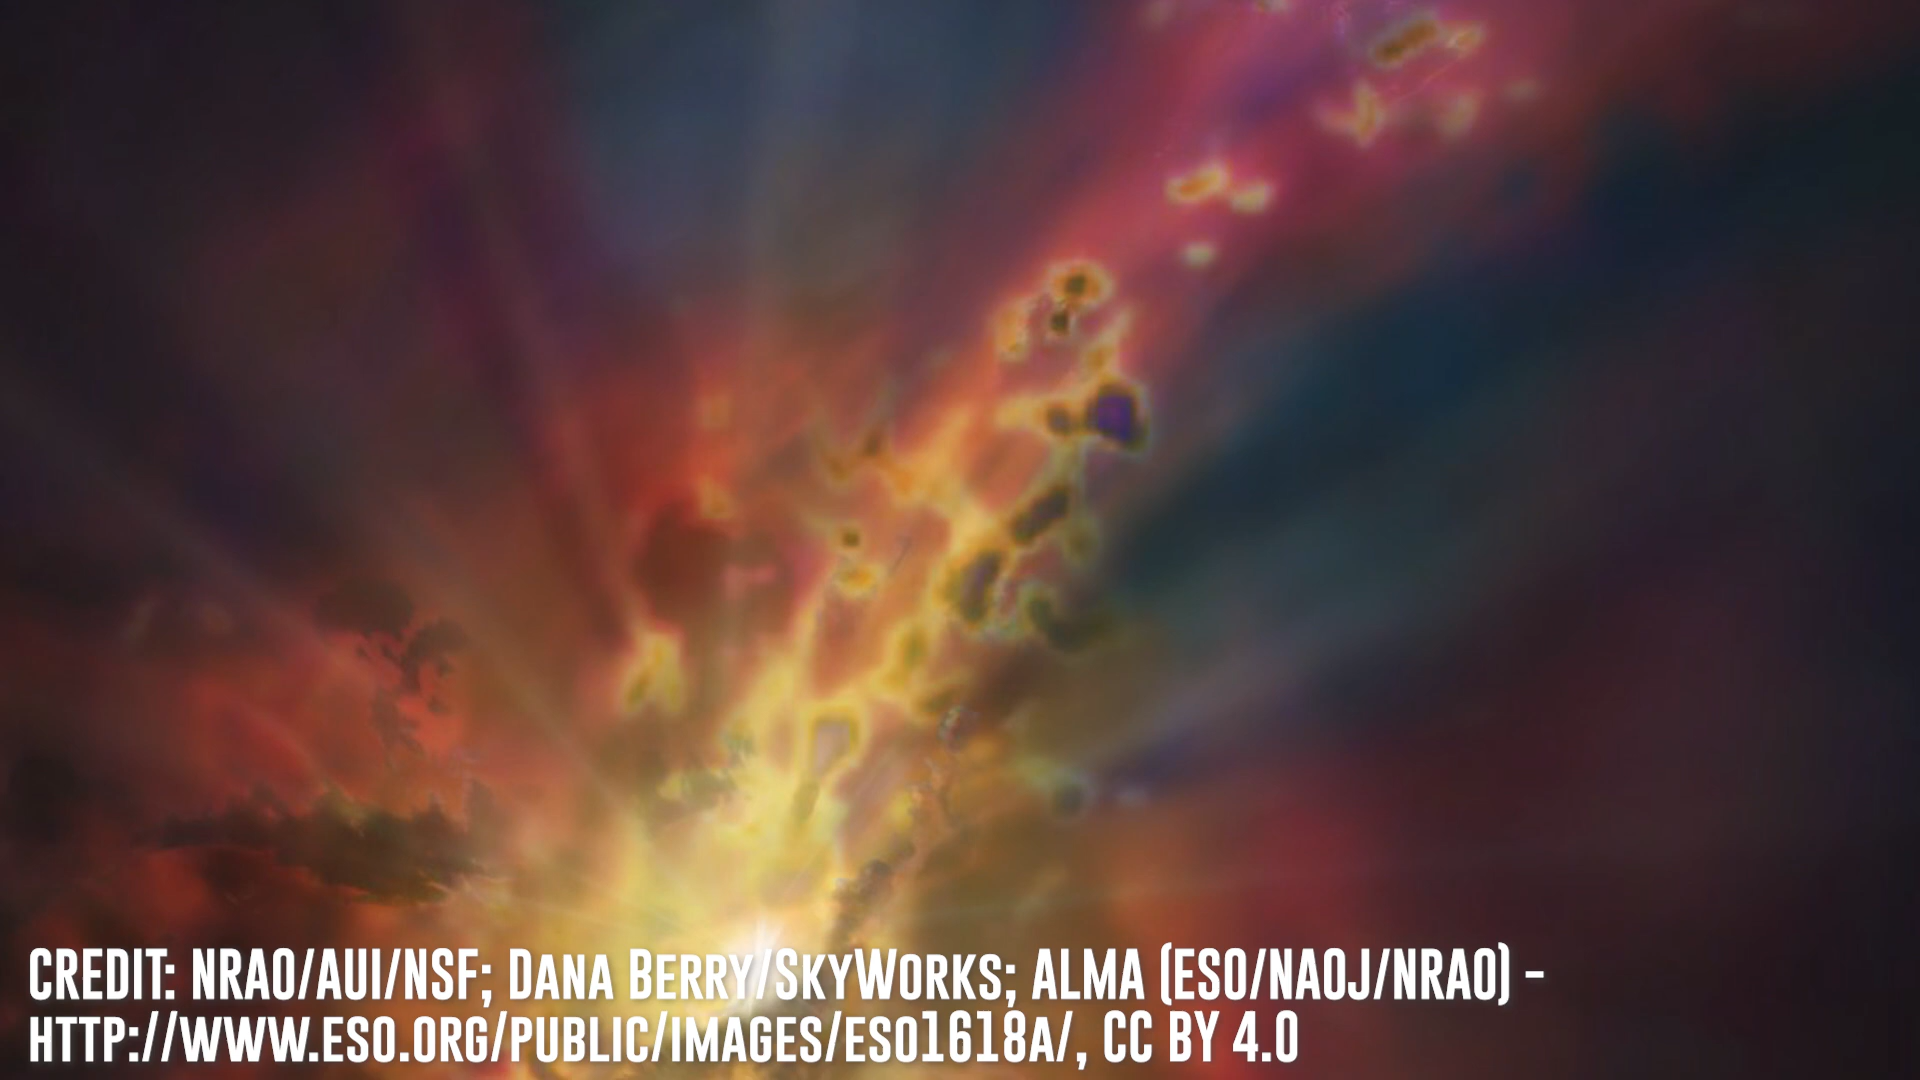 CREDIT: NRAO/AUI/NSF; DANA BERRY/SKYWORKS; ALMA (ESO/NAOJ/NRAO) –
HTTP://WWW.ESO.ORG/PUBLIC/IMAGES/ESO1618A/, CC BY 4.0